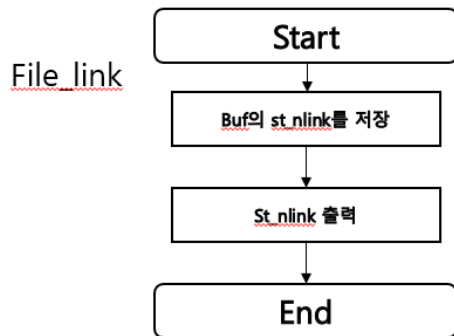 Start
File_link
Buf의 st_nlink를 저장
St_nlink 출력
End